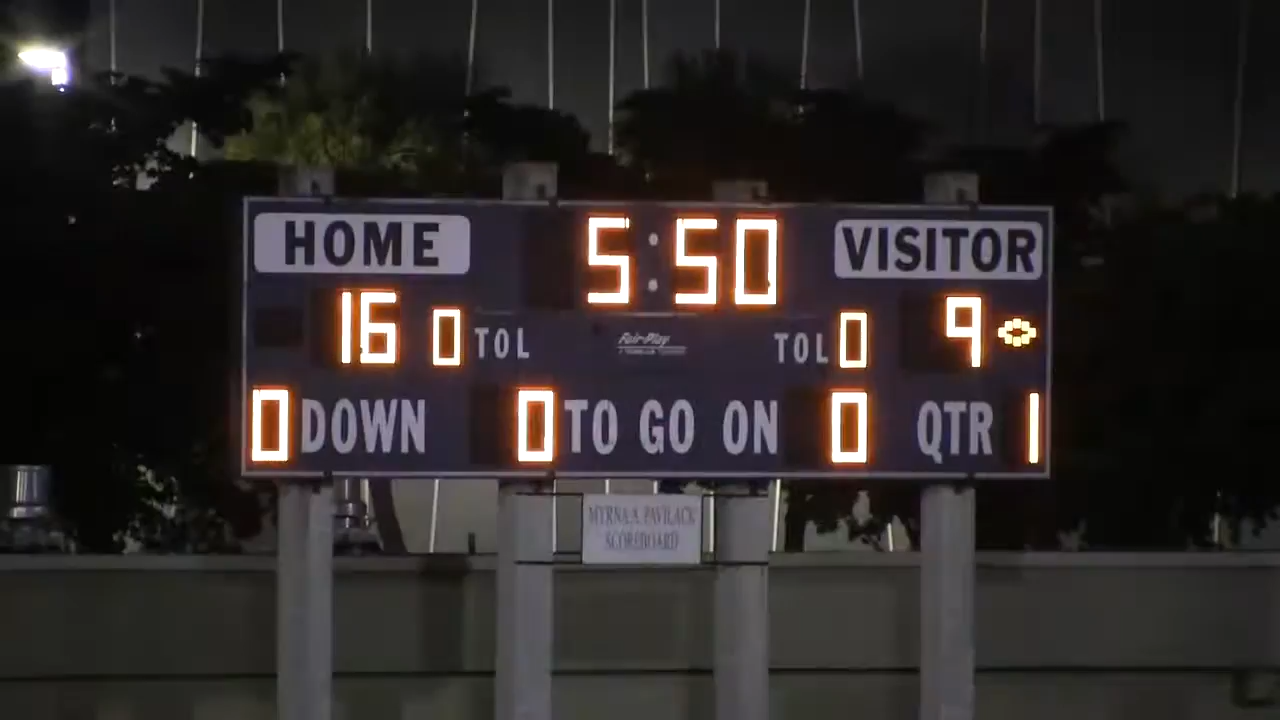 HOME 5:50 VISITOR
16 0 TOL Fair-Play TOL 0 9
0 DOWN 0 TO GO ON 0 QTR 1
MYRNA A. PAVILACK
SCOREBOARD